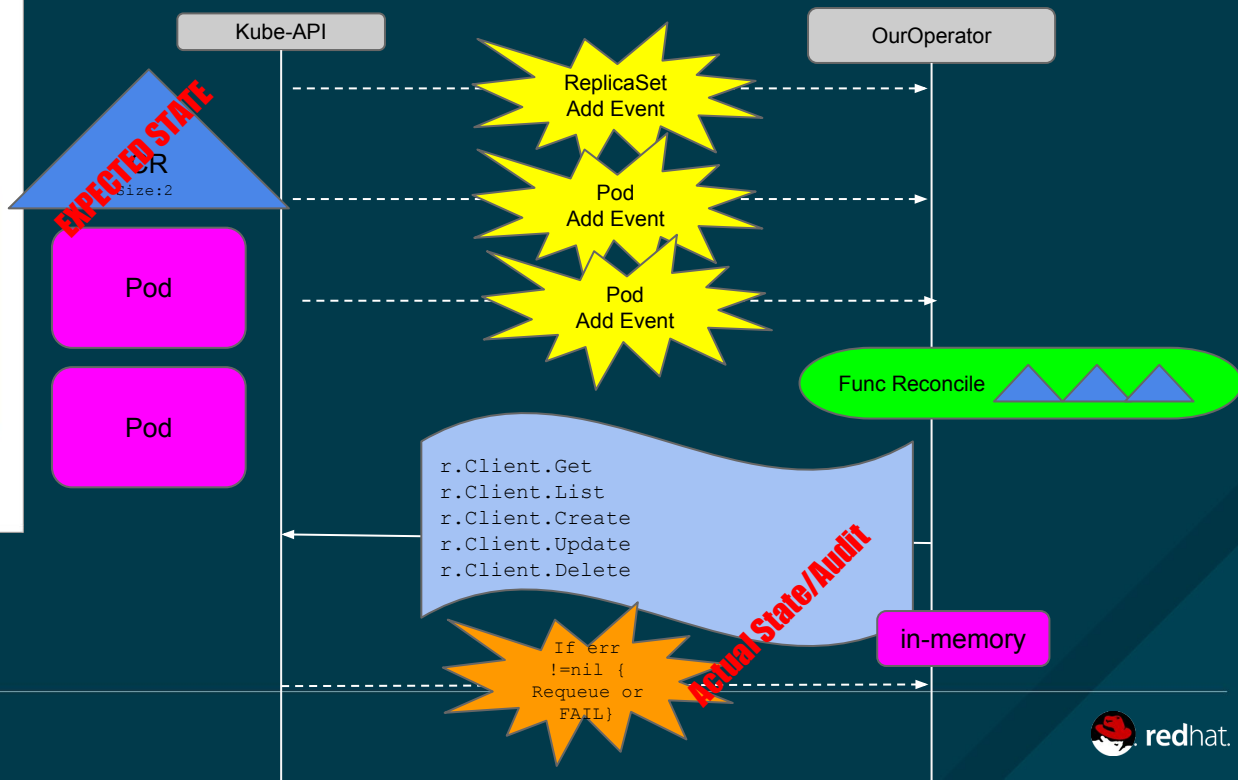 Kube-API
OurOperator
ReplicaSet
Add Event
EXPECTED STATE
CR
Size:2
Pod
Add Event
Pod
Pod
Add Event
Func Reconcile
Pod
r.Client.Get
r.Client.List
r.Client.Create
r.Client.Update
r.Client.Delete
Actual State/Audit
in-memory
If err
!=nil {
Requeue or
FAIL}
redhat.